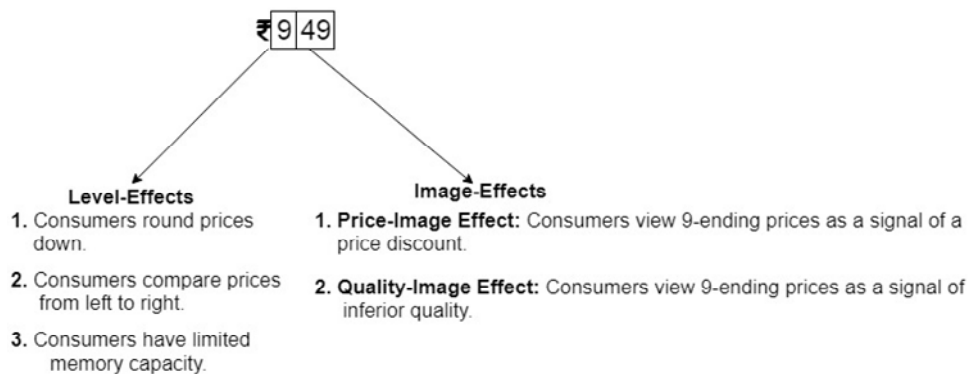 ₹949
Level-Effects
1. Consumers round prices
down.
2. Consumers compare prices
from left to right.
3. Consumers have limited
memory capacity.
Image-Effects
1. Price-Image Effect: Consumers view 9-ending prices as a signal of a
price discount.
2. Quality-Image Effect: Consumers view 9-ending prices as a signal of
inferior quality.